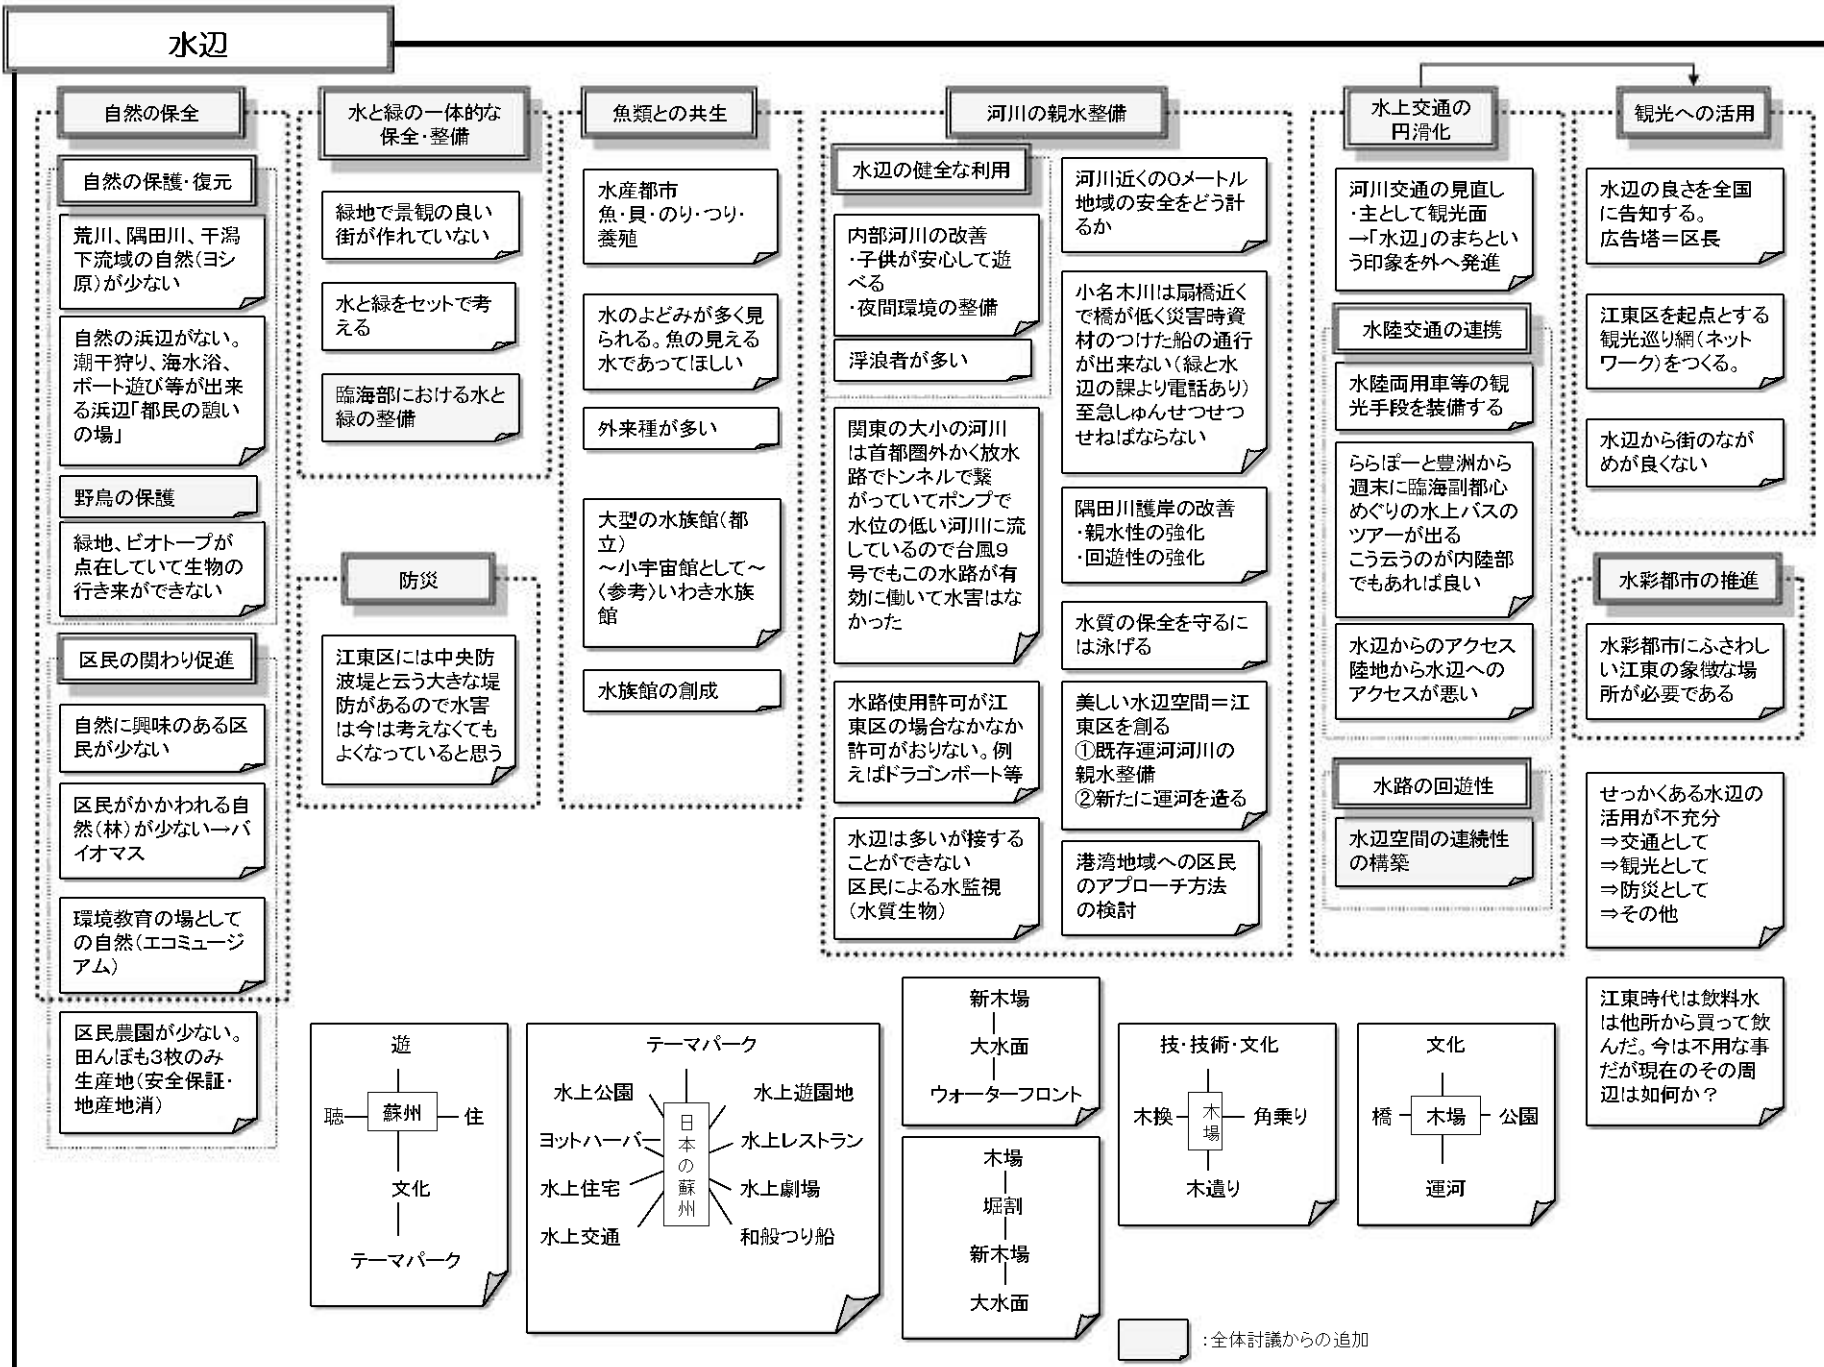 水辺
自然の保全
自然の保護・復元
荒川、隅田川、干潟
下流域の自然(ヨシ
原)が少ない
自然の浜辺がない。
潮干狩り、海水浴、
ボート遊び等が出来
る浜辺「都民の憩い
の場」
野鳥の保護
緑地、ビオトープが
点在していて生物の
行き来ができない
区民の関わり促進
自然に興味のある区
民が少ない
区民がかかわれる自
然(林)が少ない→バ
イオマス
環境教育の場として
の自然(エコミュージ
アム)
区民農園が少ない。
田んぼも3枚のみ
生産地(安全保証・
地産地消)
水と緑の一体的な
保全・整備
緑地で景観の良い
街が作れていない
水と緑をセットで考
える
臨海部における水と
緑の整備
防災
江東区には中央防
波堤と云う大きな堤
防があるので水害
は今は考えなくても
よくなっていると思う
魚類との共生
水産都市
魚・貝・のり・つり・
養殖
水のよどみが多く見
られる。魚の見える
水であってほしい
外来種が多い
大型の水族館(都
立)
～小宇宙館として～
〈参考〉いわき水族
館
水族館の創成
河川の親水整備
水辺の健全な利用
内部河川の改善
・子供が安心して遊
べる
・夜間環境の整備
浮浪者が多い
関東の大小の河川
は首都圏外かく放水
路でトンネルで繋
がっていてポンプで
水位の低い河川に流
しているので台風9
号でもこの水路が有
効に働いて水害はな
かった
水路使用許可が江
東区の場合なかなか
許可がおりない。例
えばドラゴンボート等
水辺は多いが接する
ことができない
区民による水監視
(水質生物)
河川近くの0メートル
地域の安全をどう計
るか
小名木川は扇橋近く
で橋が低く災害時資
材のつけた船の通行
が出来ない(緑と水
辺の課より電話あり)
至急しゅんせつせつ
せねばならない
隅田川護岸の改善
・親水性の強化
・回遊性の強化
水質の保全を守るに
は泳げる
美しい水辺空間＝江
東区を創る
①既存運河河川の
親水整備
②新たに運河を造る
港湾地域への区民
のアプローチ方法
の検討
水上交通の
円滑化
河川交通の見直し
・主として観光面
→「水辺」のまちとい
う印象を外へ発進
水陸交通の連携
水陸両用車等の観
光手段を装備する
ららぽーと豊洲から
週末に臨海副都心
めぐりの水上バスの
ツアーが出る
こう云うのが内陸部
でもあれば良い
水辺からのアクセス
陸地から水辺への
アクセスが悪い
水路の回遊性
水辺空間の連続性
の構築
観光への活用
水辺の良さを全国
に告知する。
広告塔＝区長
江東区を起点とする
観光巡り網(ネット
ワーク)をつくる。
水辺から街のなが
めが良くない
水彩都市の推進
水彩都市にふさわし
い江東の象徴な場
所が必要である
せっかくある水辺の
活用が不充分
⇒交通として
⇒観光として
⇒防災として
⇒その他
江東時代は飲料水
は他所から買って飲
んだ。今は不用な事
だが現在のその周
辺は如何か？
遊
聴
蘇州
住
文化
テーマパーク
テーマパーク
水上公園
水上遊園地
ヨットハーバー
水上レストラン
日本の蘇州
水上住宅
水上劇場
水上交通
和般つり船
新木場
大水面
ウォーターフロント
木場
堀割
新木場
大水面
技・技術・文化
木挽
木場
角乗り
木遣り
文化
橋
木場
公園
運河
:全体討議からの追加